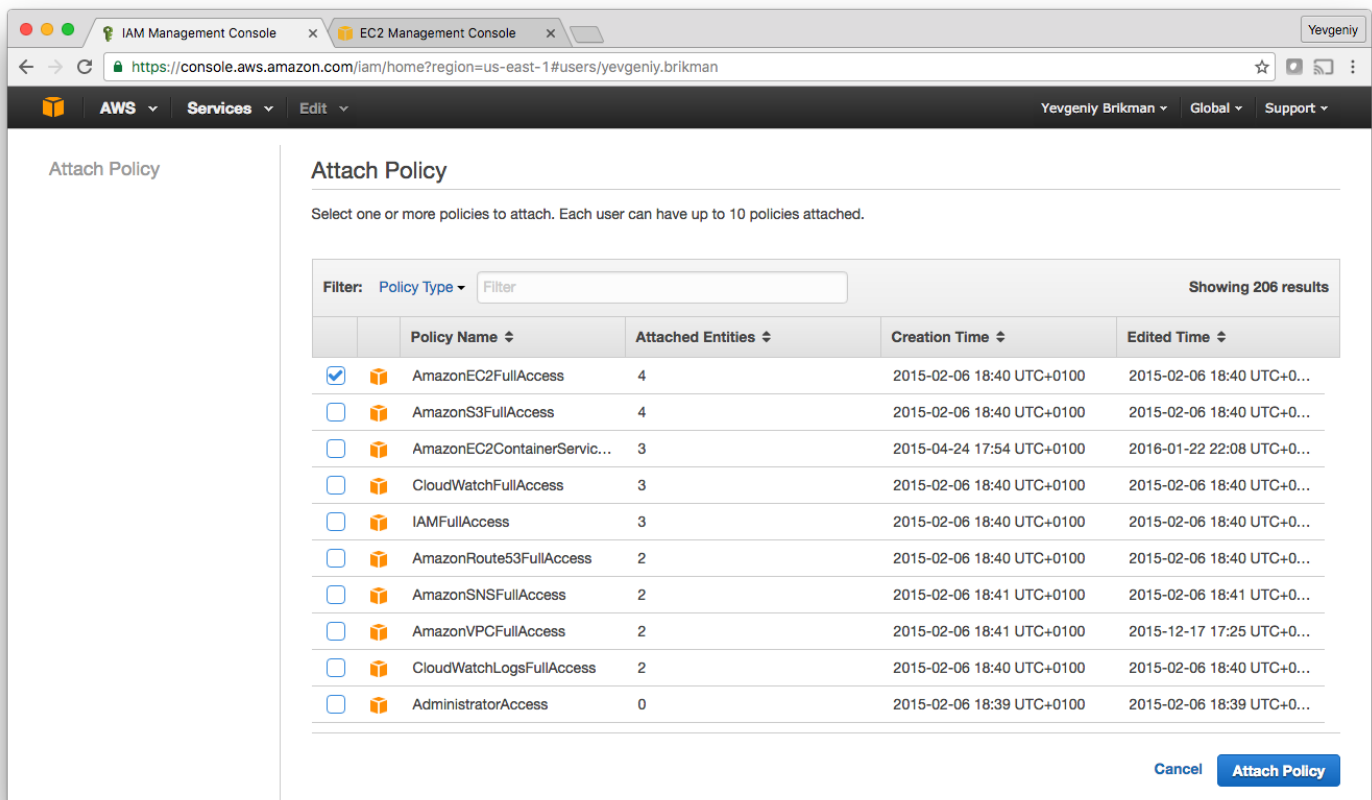 IAM Management Console × EC2 Management Console × Yevgeniy
https://console.aws.amazon.com/iam/home?region=us-east-1#users/yevgeniy.brikman
AWS Services Edit Yevgeniy Brikman Global Support
Attach Policy
Attach Policy
Select one or more policies to attach. Each user can have up to 10 policies attached.
Filter: Policy Type Filter Showing 206 results
Policy Name Attached Entities Creation Time Edited Time
AmazonEC2FullAccess 4 2015-02-06 18:40 UTC+0100 2015-02-06 18:40 UTC+0...
AmazonS3FullAccess 4 2015-02-06 18:40 UTC+0100 2015-02-06 18:40 UTC+0...
AmazonEC2ContainerServic... 3 2015-04-24 17:54 UTC+0100 2016-01-22 22:08 UTC+0...
CloudWatchFullAccess 3 2015-02-06 18:40 UTC+0100 2015-02-06 18:40 UTC+0...
IAMFullAccess 3 2015-02-06 18:40 UTC+0100 2015-02-06 18:40 UTC+0...
AmazonRoute53FullAccess 2 2015-02-06 18:40 UTC+0100 2015-02-06 18:40 UTC+0...
AmazonSNSFullAccess 2 2015-02-06 18:41 UTC+0100 2015-02-06 18:41 UTC+0...
AmazonVPCFullAccess 2 2015-02-06 18:41 UTC+0100 2015-12-17 17:25 UTC+0...
CloudWatchLogsFullAccess 2 2015-02-06 18:40 UTC+0100 2015-02-06 18:40 UTC+0...
AdministratorAccess 0 2015-02-06 18:39 UTC+0100 2015-02-06 18:39 UTC+0...
Cancel Attach Policy